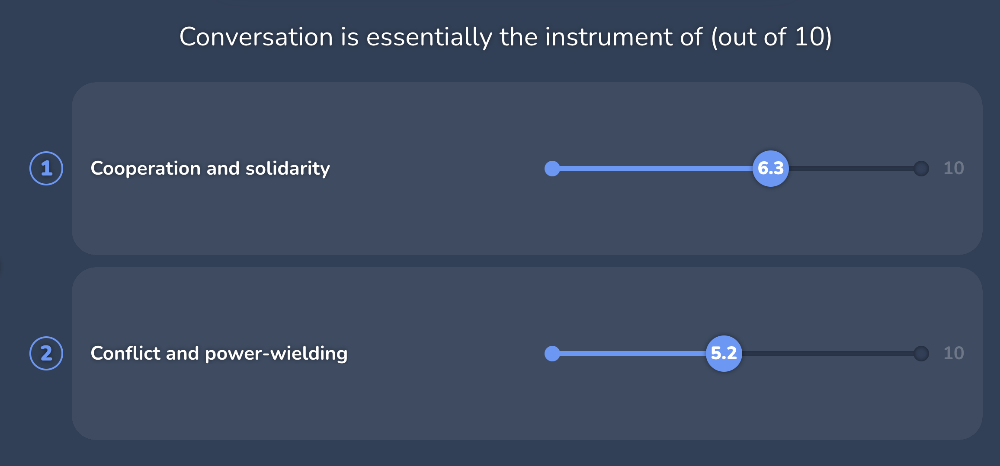 Conversation is essentially the instrument of (out of 10)
1
Cooperation and solidarity
6.3
10
2
Conflict and power-wielding
5.2
10